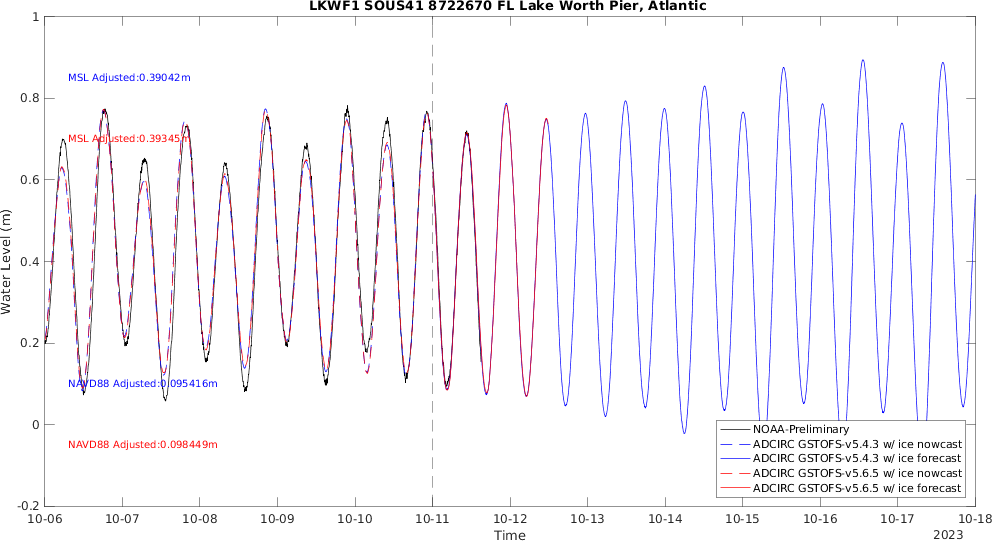 LKWF1 SOUS41 8722670 FL Lake Worth Pier, Atlantic
1
MSL Adjusted:0.39042m
0.8
MSL Adjusted:0.39345m
0.6
Water Level (m)
0.4
0.2
NAVD88 Adjusted:0.095416m
0
NAVD88 Adjusted:0.098449m
-0.2
NOAA-Preliminary
ADCIRC GSTOFS-v5.4.3 w/ ice nowcast
ADCIRC GSTOFS-v5.4.3 w/ ice forecast
ADCIRC GSTOFS-v5.6.5 w/ ice nowcast
ADCIRC GSTOFS-v5.6.5 w/ ice forecast
10-06 10-07 10-08 10-09 10-10 10-11 10-12 10-13 10-14 10-15 10-16 10-17 10-18
Time
2023